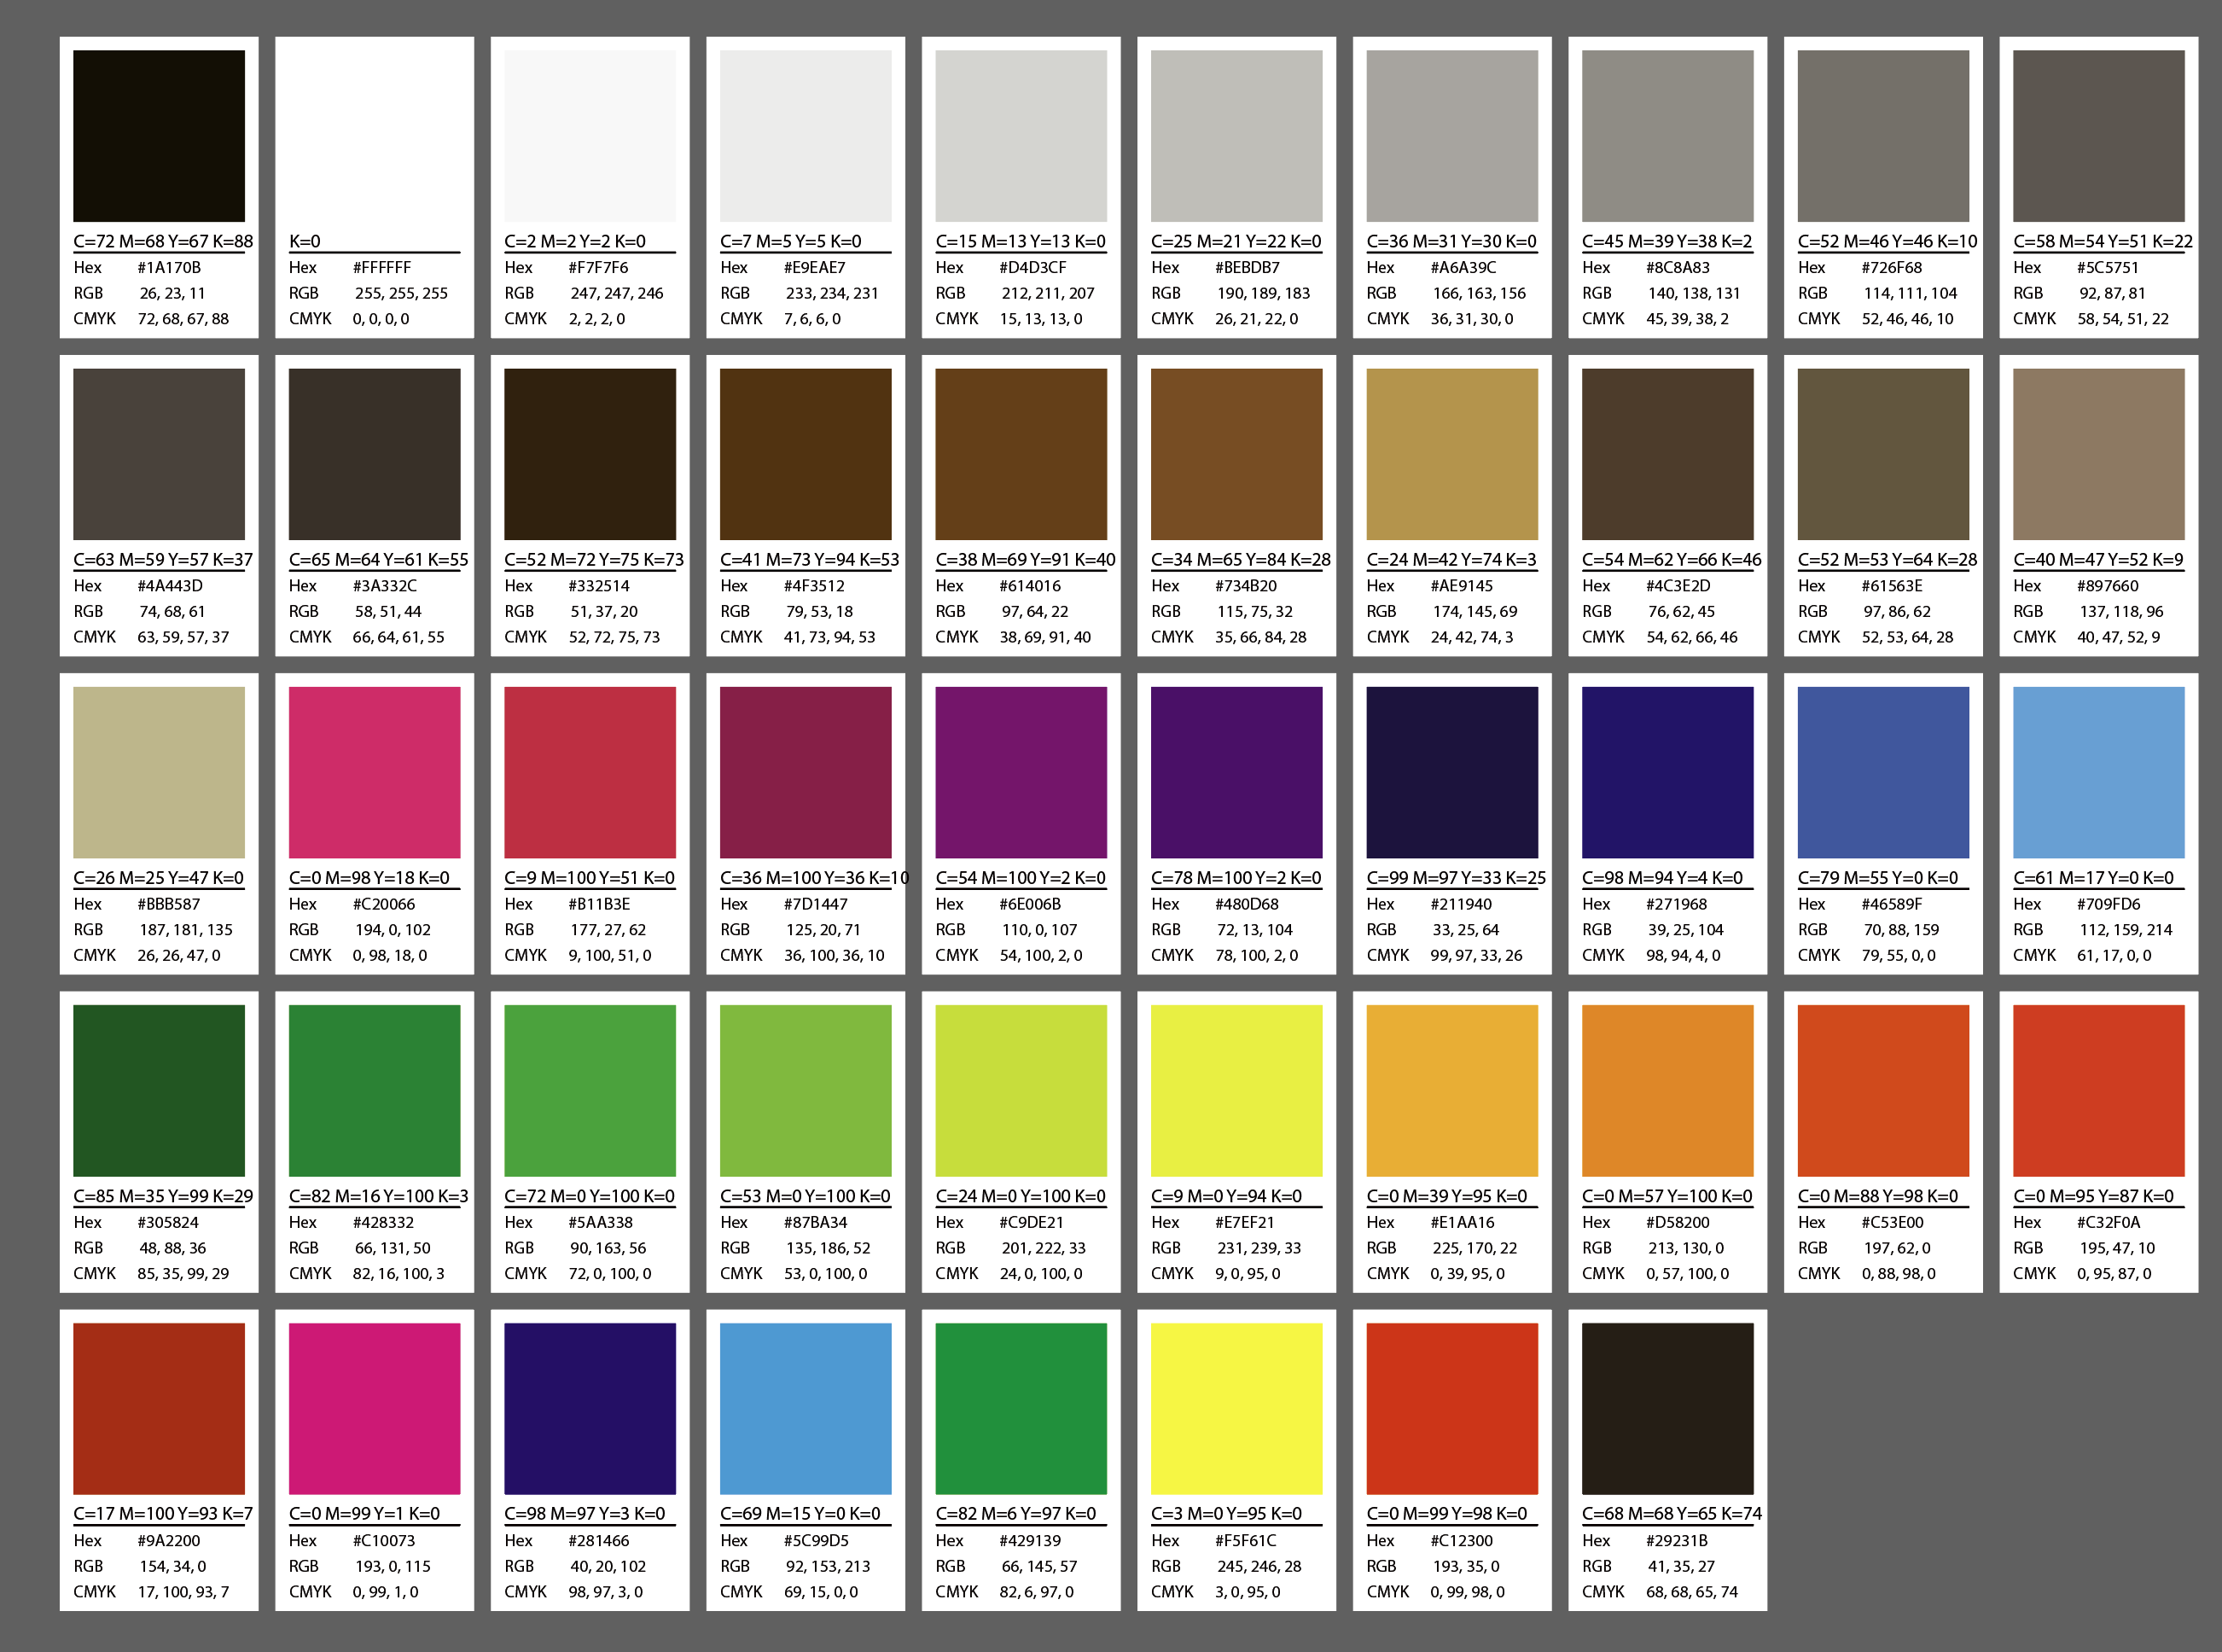 C=72 M=68 Y=67 K=88
Hex #1A170B
RGB 26, 23, 11
CMYK 72, 68, 67, 88
K=0
Hex #FFFFFF
RGB 255, 255, 255
CMYK 0, 0, 0, 0
C=2 M=2 Y=2 K=0
Hex #F7F7F6
RGB 247, 247, 246
CMYK 2, 2, 2, 0
C=7 M=5 Y=5 K=0
Hex #E9EAE7
RGB 233, 234, 231
CMYK 7, 6, 6, 0
C=15 M=13 Y=13 K=0
Hex #D4D3CF
RGB 212, 211, 207
CMYK 15, 13, 13, 0
C=25 M=21 Y=22 K=0
Hex #BEBDB7
RGB 190, 189, 183
CMYK 26, 21, 22, 0
C=36 M=31 Y=30 K=0
Hex #A6A39C
RGB 166, 163, 156
CMYK 36, 31, 30, 0
C=45 M=39 Y=38 K=2
Hex #8C8A83
RGB 140, 138, 131
CMYK 45, 39, 38, 2
C=52 M=46 Y=46 K=10
Hex #726F68
RGB 114, 111, 104
CMYK 52, 46, 46, 10
C=58 M=54 Y=51 K=22
Hex #5C5751
RGB 92, 87, 81
CMYK 58, 54, 51, 22
C=63 M=59 Y=57 K=37
Hex #4A443D
RGB 74, 68, 61
CMYK 63, 59, 57, 37
C=65 M=64 Y=61 K=55
Hex #3A332C
RGB 58, 51, 44
CMYK 66, 64, 61, 55
C=52 M=72 Y=75 K=73
Hex #332514
RGB 51, 37, 20
CMYK 52, 72, 75, 73
C=41 M=73 Y=94 K=53
Hex #4F3512
RGB 79, 53, 18
CMYK 41, 73, 94, 53
C=38 M=69 Y=91 K=40
Hex #614016
RGB 97, 64, 22
CMYK 38, 69, 91, 40
C=34 M=65 Y=84 K=28
Hex #734B20
RGB 115, 75, 32
CMYK 35, 66, 84, 28
C=24 M=42 Y=74 K=3
Hex #AE9145
RGB 174, 145, 69
CMYK 24, 42, 74, 3
C=54 M=62 Y=66 K=46
Hex #4C3E2D
RGB 76, 62, 45
CMYK 54, 62, 66, 46
C=52 M=53 Y=64 K=28
Hex #61563E
RGB 97, 86, 62
CMYK 52, 53, 64, 28
C=40 M=47 Y=52 K=9
Hex #897660
RGB 137, 118, 96
CMYK 40, 47, 52, 9
C=26 M=25 Y=47 K=0
Hex #BBB587
RGB 187, 181, 135
CMYK 26, 26, 47, 0
C=0 M=98 Y=18 K=0
Hex #C20066
RGB 194, 0, 102
CMYK 0, 98, 18, 0
C=9 M=100 Y=51 K=0
Hex #B11B3E
RGB 177, 27, 62
CMYK 9, 100, 51, 0
C=36 M=100 Y=36 K=10
Hex #7D1447
RGB 125, 20, 71
CMYK 36, 100, 36, 10
C=54 M=100 Y=2 K=0
Hex #6E006B
RGB 110, 0, 107
CMYK 54, 100, 2, 0
C=78 M=100 Y=2 K=0
Hex #480D68
RGB 72, 13, 104
CMYK 78, 100, 2, 0
C=99 M=97 Y=33 K=25
Hex #211940
RGB 33, 25, 64
CMYK 99, 97, 33, 26
C=98 M=94 Y=4 K=0
Hex #271968
RGB 39, 25, 104
CMYK 98, 94, 4, 0
C=79 M=55 Y=0 K=0
Hex #46589F
RGB 70, 88, 159
CMYK 79, 55, 0, 0
C=61 M=17 Y=0 K=0
Hex #709FD6
RGB 112, 159, 214
CMYK 61, 17, 0, 0
C=85 M=35 Y=99 K=29
Hex #305824
RGB 48, 88, 36
CMYK 85, 35, 99, 29
C=82 M=16 Y=100 K=3
Hex #428332
RGB 66, 131, 50
CMYK 82, 16, 100, 3
C=72 M=0 Y=100 K=0
Hex #5AA338
RGB 90, 163, 56
CMYK 72, 0, 100, 0
C=53 M=0 Y=100 K=0
Hex #87BA34
RGB 135, 186, 52
CMYK 53, 0, 100, 0
C=24 M=0 Y=100 K=0
Hex #C9DE21
RGB 201, 222, 33
CMYK 24, 0, 100, 0
C=9 M=0 Y=94 K=0
Hex #E7EF21
RGB 231, 239, 33
CMYK 9, 0, 95, 0
C=0 M=39 Y=95 K=0
Hex #E1AA16
RGB 225, 170, 22
CMYK 0, 39, 95, 0
C=0 M=57 Y=100 K=0
Hex #D58200
RGB 213, 130, 0
CMYK 0, 57, 100, 0
C=0 M=88 Y=98 K=0
Hex #C53E00
RGB 197, 62, 0
CMYK 0, 88, 98, 0
C=0 M=95 Y=87 K=0
Hex #C32F0A
RGB 195, 47, 10
CMYK 0, 95, 87, 0
C=17 M=100 Y=93 K=7
Hex #9A2200
RGB 154, 34, 0
CMYK 17, 100, 93, 7
C=0 M=99 Y=1 K=0
Hex #C10073
RGB 193, 0, 115
CMYK 0, 99, 1, 0
C=98 M=97 Y=3 K=0
Hex #281466
RGB 40, 20, 102
CMYK 98, 97, 3, 0
C=69 M=15 Y=0 K=0
Hex #5C99D5
RGB 92, 153, 213
CMYK 69, 15, 0, 0
C=82 M=6 Y=97 K=0
Hex #429139
RGB 66, 145, 57
CMYK 82, 6, 97, 0
C=3 M=0 Y=95 K=0
Hex #F5F61C
RGB 245, 246, 28
CMYK 3, 0, 95, 0
C=0 M=99 Y=98 K=0
Hex #C12300
RGB 193, 35, 0
CMYK 0, 99, 98, 0
C=68 M=68 Y=65 K=74
Hex #29231B
RGB 41, 35, 27
CMYK 68, 68, 65, 74